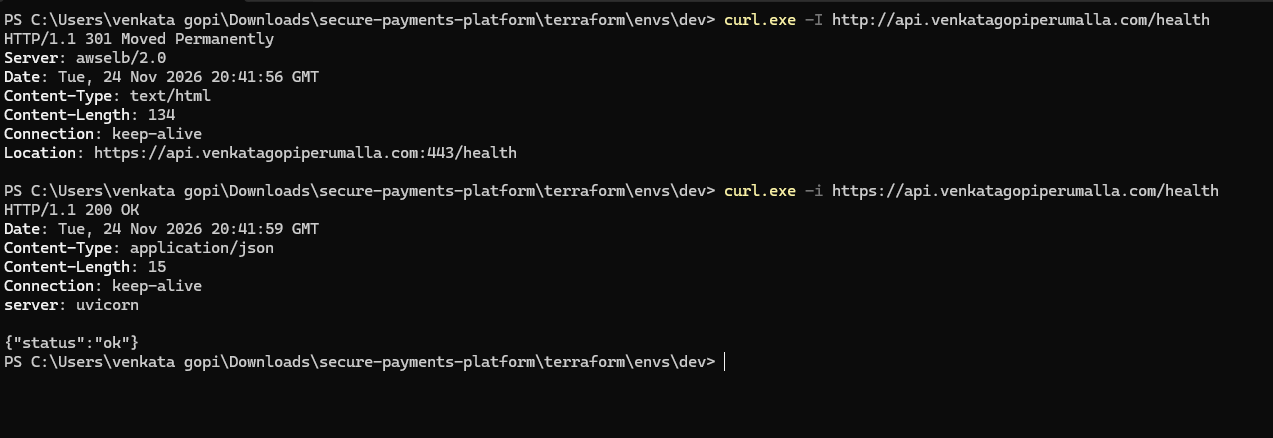 PS C:\Users\venkata gopi\Downloads\secure-payments-platform\terraform\envs\dev> curl.exe -I http://api.venkatagopiperumalla.com/health
HTTP/1.1 301 Moved Permanently
Server: awselb/2.0
Date: Tue, 24 Nov 2026 20:41:56 GMT
Content-Type: text/html
Content-Length: 134
Connection: keep-alive
Location: https://api.venkatagopiperumalla.com:443/health
PS C:\Users\venkata gopi\Downloads\secure-payments-platform\terraform\envs\dev> curl.exe -i https://api.venkatagopiperumalla.com/health
HTTP/1.1 200 OK
Date: Tue, 24 Nov 2026 20:41:59 GMT
Content-Type: application/json
Content-Length: 15
Connection: keep-alive
server: uvicorn
{"status":"ok"}
PS C:\Users\venkata gopi\Downloads\secure-payments-platform\terraform\envs\dev>